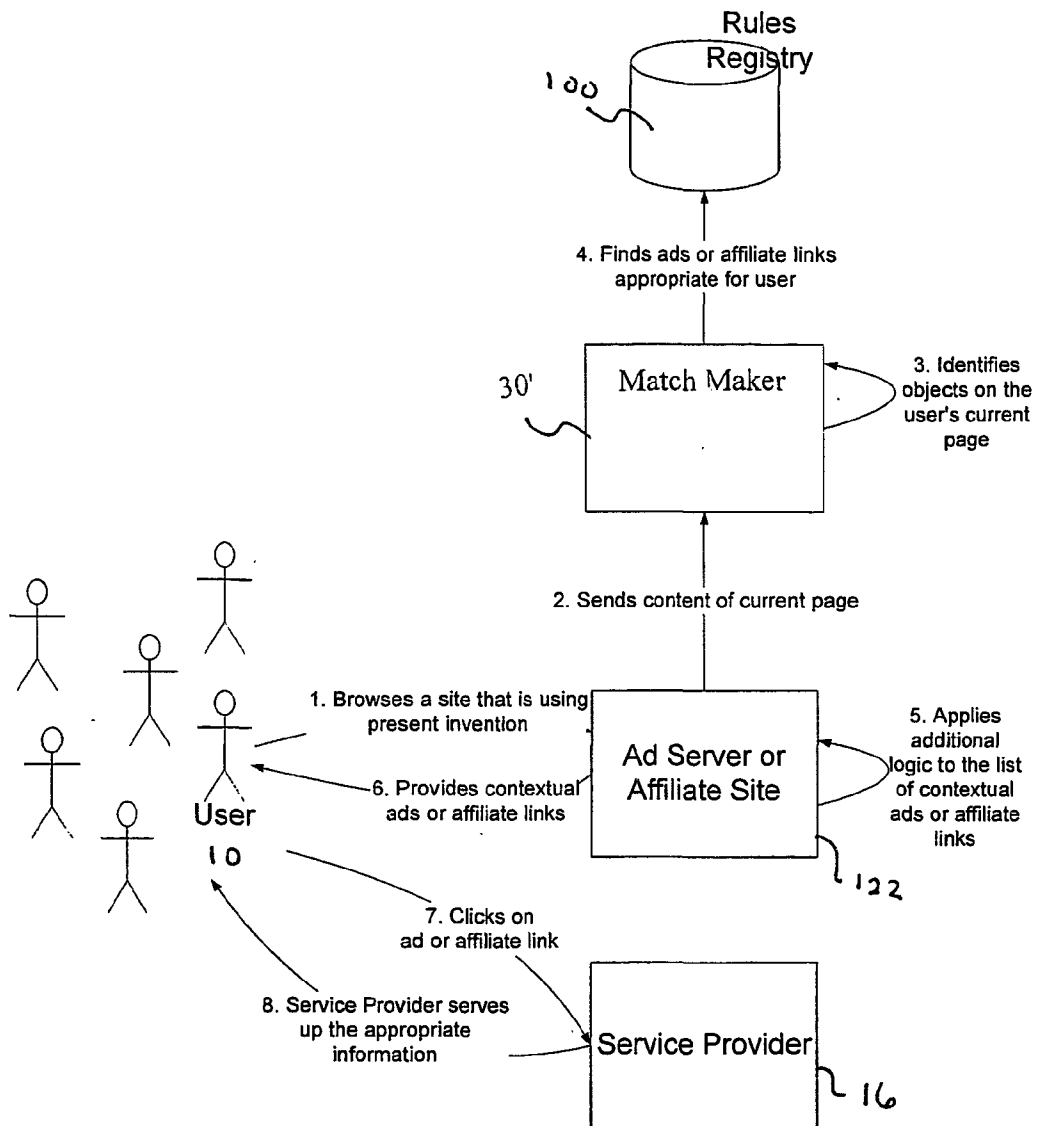 Rules
Registry
100
4. Finds ads or affiliate links
appropriate for user
Match Maker
30'
3. Identifies
objects on the
user's current
page
2. Sends content of current page
1. Browses a site that is using
present invention
Ad Server or
Affiliate Site
5. Applies
additional
logic to the list
of contextual
ads or affiliate
links
6. Provides contextual
ads or affiliate links
User
10
122
7. Clicks on
ad or affiliate link
8. Service Provider serves
up the appropriate
information
Service Provider
16